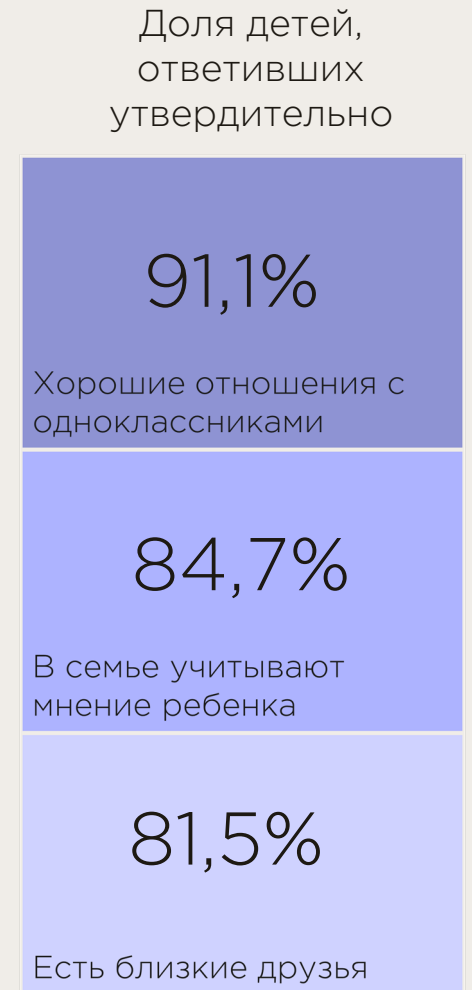 Доля детей,
ответивших
утвердительно
91,1%
Хорошие отношения с
одноклассниками
84,7%
В семье учитывают
мнение ребенка
81,5%
Есть близкие друзья